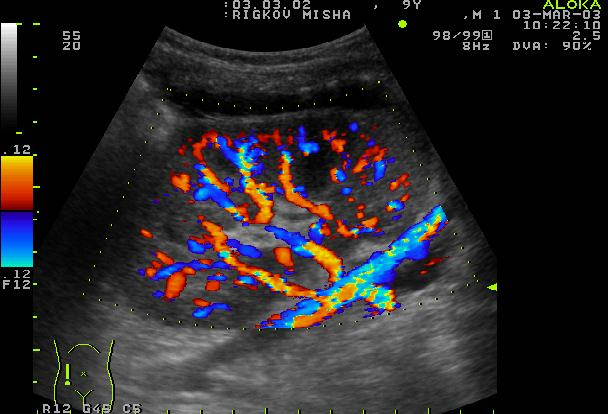 :03.03.02 , 9Y ALOKA
:RIGKOV MISHA ,M 1 03-MAR-03
10:22:10
55 98/99 2.5
20 8Hz DVA: 90%
.12
.12
F12
R12 G45 C6